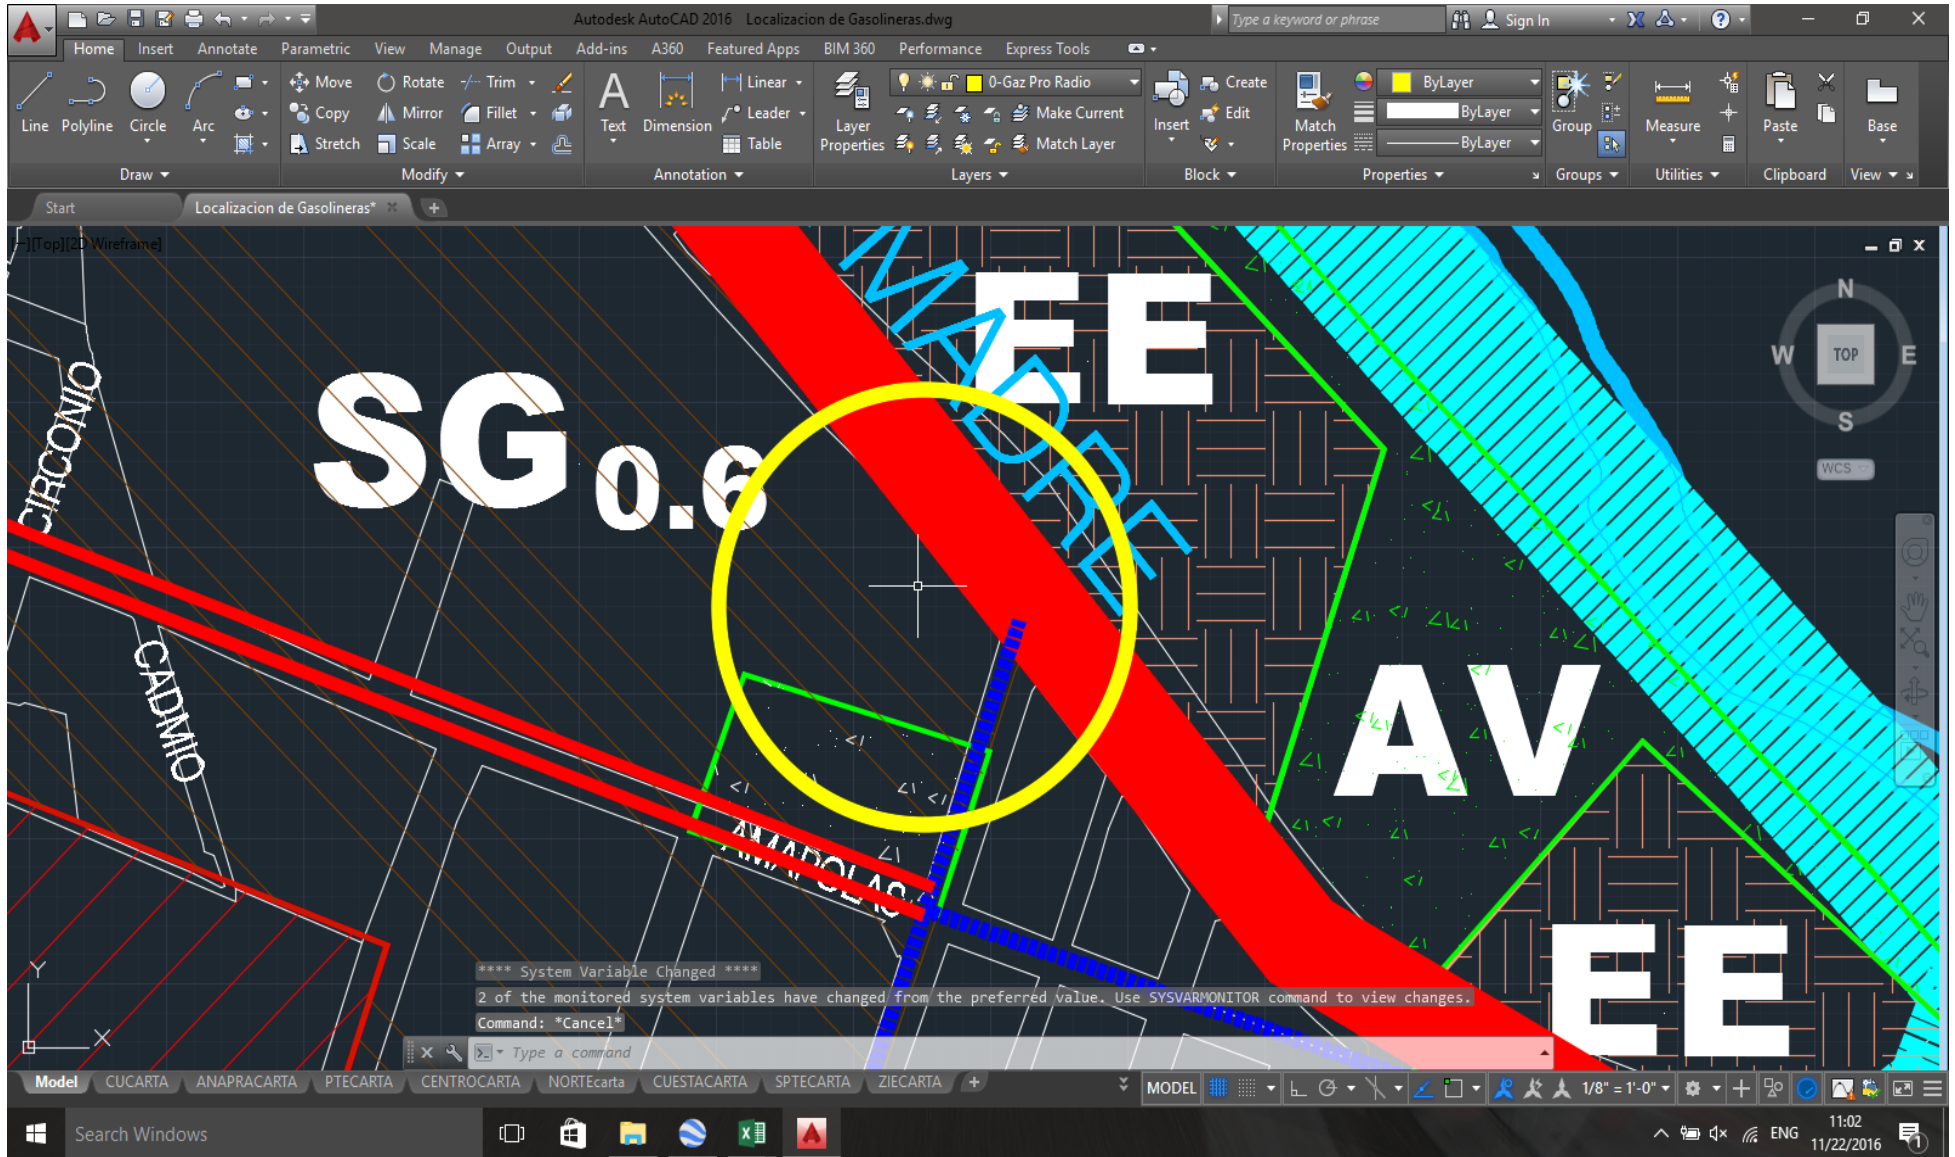 Autodesk AutoCAD 2016 Localizacion de Gasolineras.dwg
Type a keyword or phrase
Sign In
Home Insert Annotate Parametric View Manage Output Add-ins A360 Featured Apps BIM 360 Performance Express Tools
Line
Polyline
Circle
Arc
Draw
Move
Rotate
Trim
Copy
Mirror
Fillet
Stretch
Scale
Array
Modify
Text
Dimension
Linear
Leader
Table
Annotation
Layer
Properties
0-Gaz Pro Radio
Make Current
Match Layer
Layers
Insert
Create
Edit
Block
Match
Properties
ByLayer
ByLayer
ByLayer
Properties
Group
Groups
Measure
Utilities
Paste
Clipboard
Base
View
Start
Localizacion de Gasolineras*
[-][Top][2D Wireframe]
N
W TOP E
S
WCS
MADRE
EE
SG0.6
CIRCONIO
CADMIO
AV
AMAPOLAS
EE
**** System Variable Changed ****
2 of the monitored system variables have changed from the preferred value. Use SYSVARMONITOR command to view changes.
Command: *Cancel*
Type a command
Y
X
Model CUCARTA ANAPRACARTA PTECARTA CENTROCARTA NORTEcarta CUESTACARTA SPTECARTA ZIECARTA
MODEL
1/8" = 1'-0"
Search Windows
ENG
11:02
11/22/2016